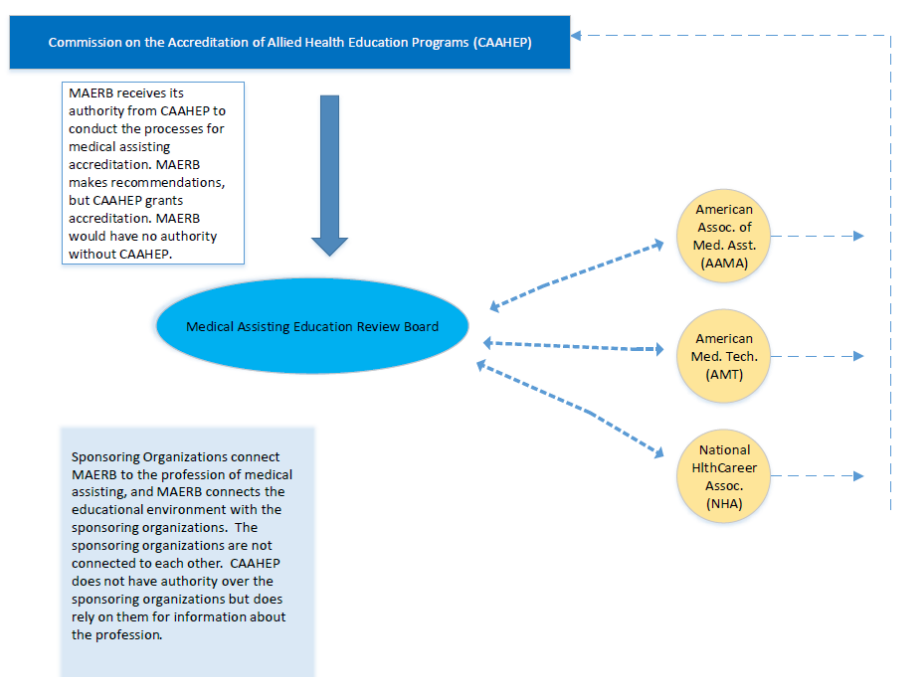 Commission on the Accreditation of Allied Health Education Programs (CAAHEP)
MAERB receives its
authority from CAAHEP to
conduct the processes for
medical assisting
accreditation. MAERB
makes recommendations,
but CAAHEP grants
accreditation. MAERB
would have no authority
without CAAHEP.
American
Assoc. of
Med. Asst.
(AAMA)
Medical Assisting Education Review Board
American
Med. Tech.
(AMT)
National
HlthCareer
Assoc.
(NHA)
Sponsoring Organizations connect
MAERB to the profession of medical
assisting, and MAERB connects the
educational environment with the
sponsoring organizations.  The
sponsoring organizations are not
connected to each other.  CAAHEP
does not have authority over the
sponsoring organizations but does
rely on them for information about
the profession.